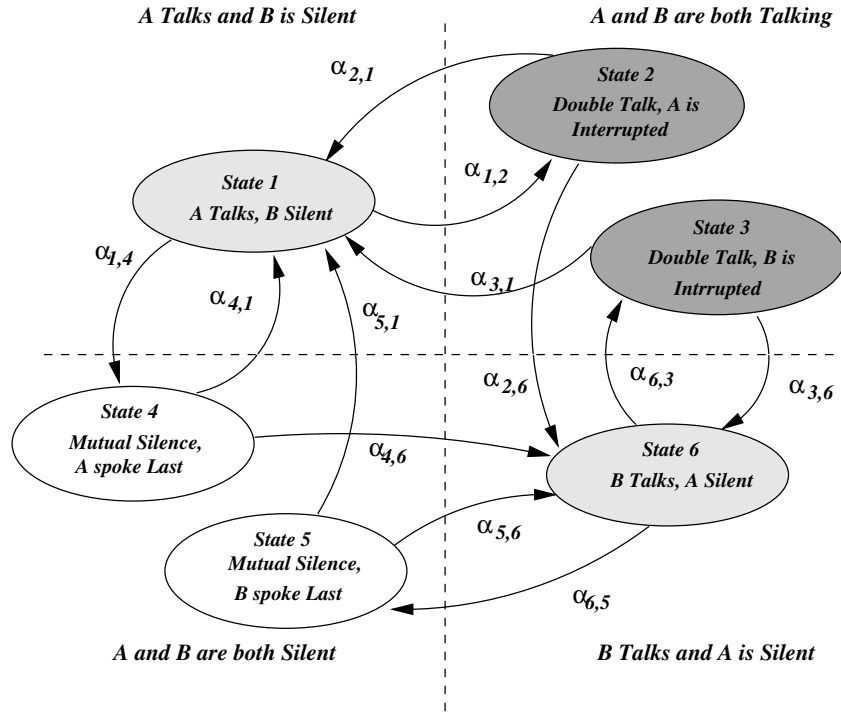 A Talks and B is Silent
A and B are both Talking
α2,1
State 2
Double Talk, A is
Interrupted
State 1
A Talks, B Silent
α1,2
State 3
Double Talk, B is
Intrrupted
α1,4
α4,1
α5,1
α3,1
α2,6
α6,3
α3,6
State 4
Mutual Silence,
A spoke Last
α4,6
State 6
B Talks, A Silent
State 5
Mutual Silence,
B spoke Last
α5,6
α6,5
A and B are both Silent
B Talks and A is Silent